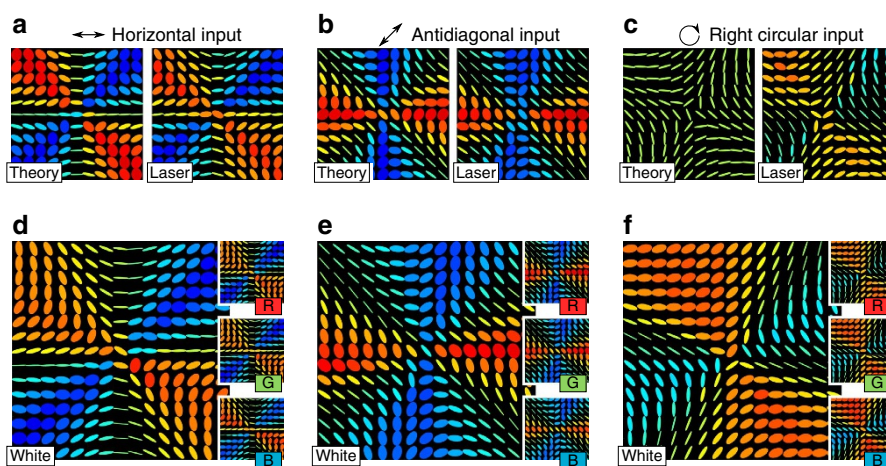 a Horizontal input
b Antidiagonal input
c Right circular input
Theory Laser
Theory Laser
Theory Laser
d
e
f
R
G
B
White
R
G
B
White
R
G
B
White